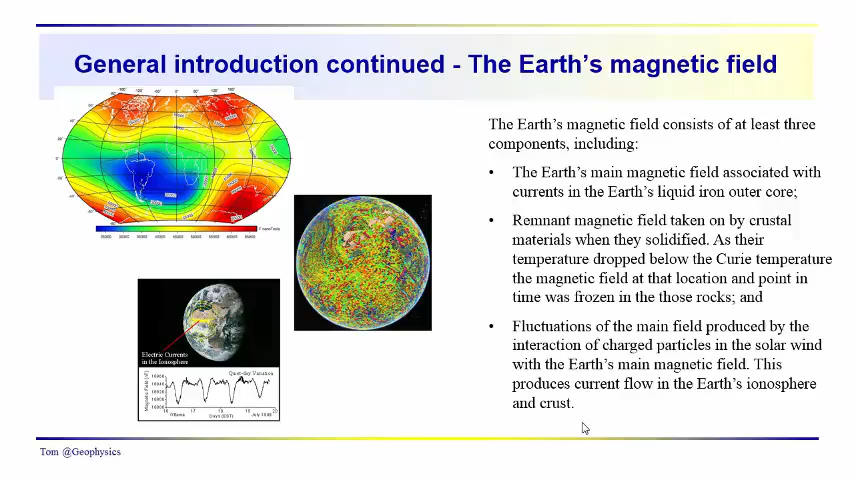 General introduction continued - The Earth's magnetic field
The Earth's magnetic field consists of at least three
components, including:
• The Earth's main magnetic field associated with
currents in the Earth's liquid iron outer core;
• Remnant magnetic field taken on by crustal
materials when they solidified. As their
temperature dropped below the Curie temperature
the magnetic field at that location and point in
time was frozen in the those rocks; and
• Fluctuations of the main field produced by the
interaction of charged particles in the solar wind
with the Earth's main magnetic field. This
produces current flow in the Earth's ionosphere
and crust.
Electric Currents
in the Ionosphere
Quiet-day Variation
Magnetic Field (nT)
Days (EST)
Tom @Geophysics